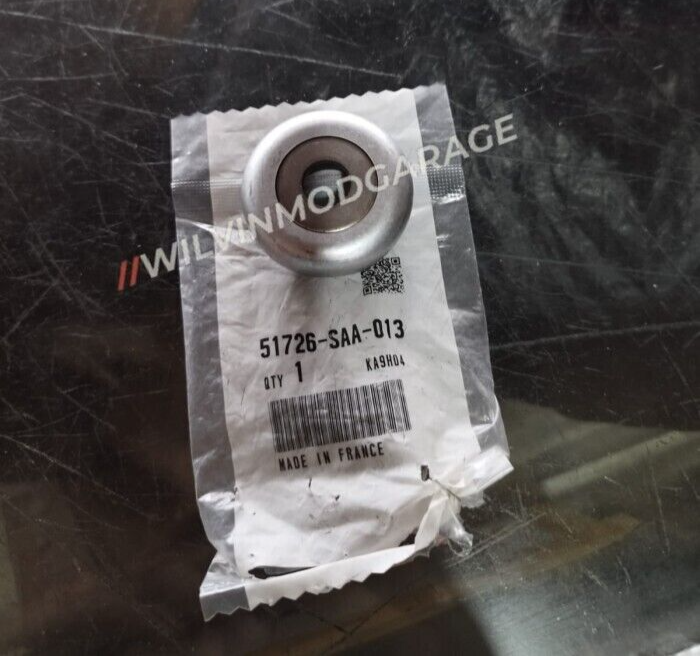 //WILVINMODGARAGE
51726-SAA-013
QTY 1 KA9H04
MADE IN FRANCE